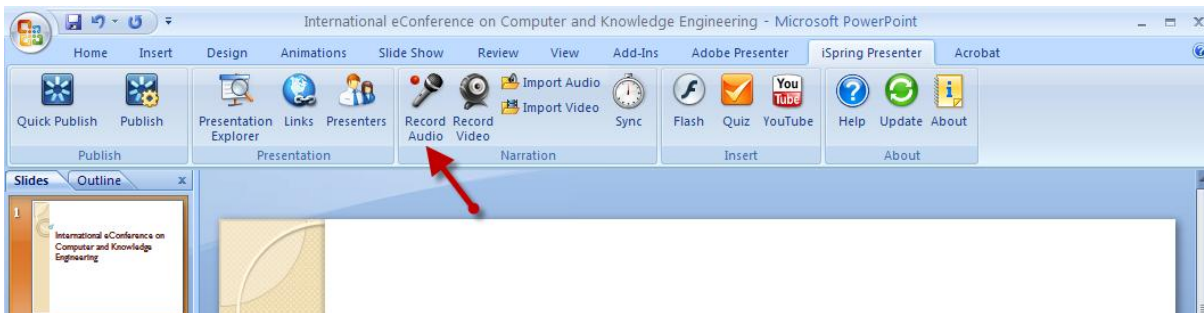 International eConference on Computer and Knowledge Engineering - Microsoft PowerPoint
Home Insert Design Animations Slide Show Review View Add-Ins Adobe Presenter iSpring Presenter Acrobat
Quick Publish
Publish
Publish
Presentation
Explorer
Links
Presenters
Presentation
Record
Audio
Record
Video
Import Audio
Import Video
Sync
Narration
Flash
Quiz
You
Tube
YouTube
Insert
Help
Update
About
About
Slides Outline x
1
International eConference on
Computer and Knowledge
Engineering